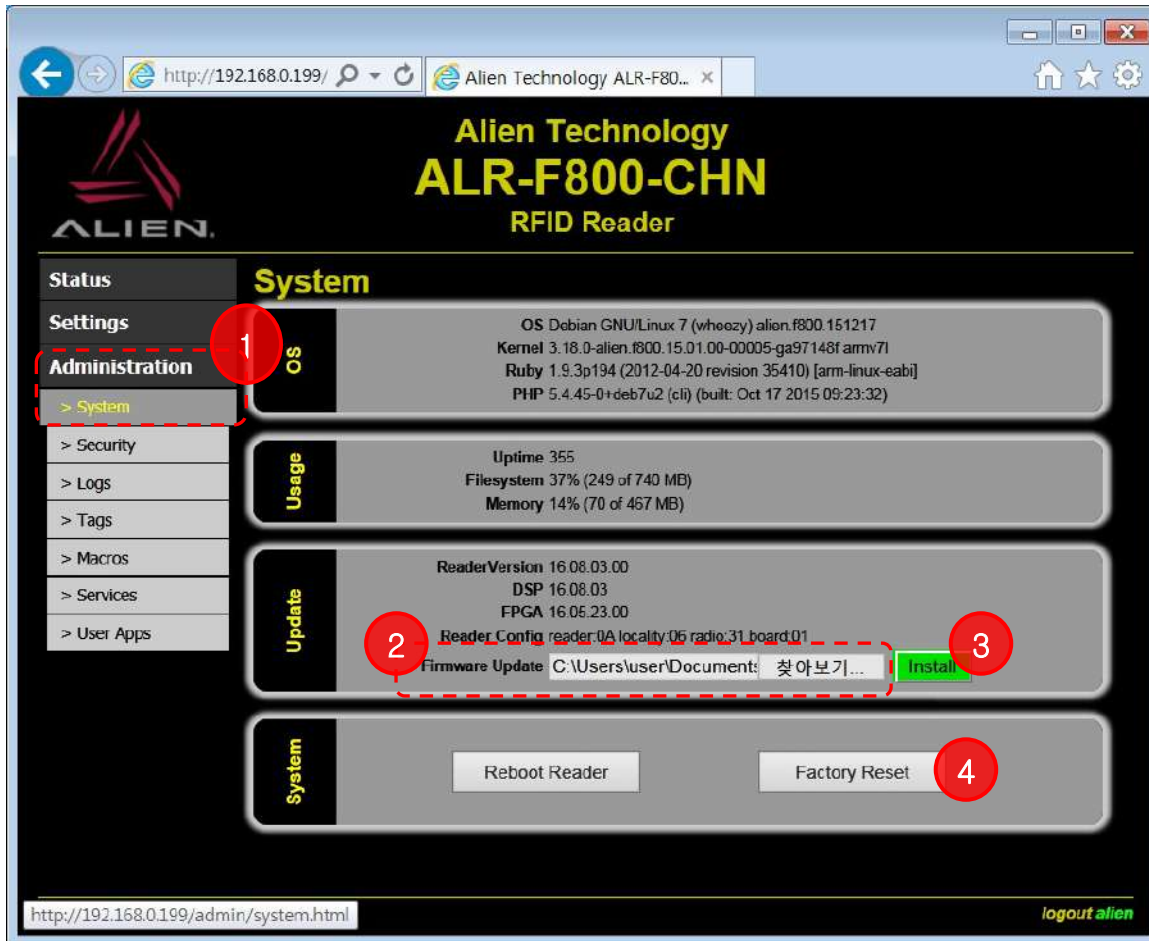 http://192.168.0.199/
Alien Technology ALR-F80...
ALIEN.
Alien Technology
ALR-F800-CHN
RFID Reader
Status
Settings
Administration
> System
> Security
> Logs
> Tags
> Macros
> Services
> User Apps
1
System
OS
OS Debian GNU/Linux 7 (wheezy) alien.f800.151217
Kernel 3.18.0-alien.f800.15.01.00-00005-ga97148f armv7l
Ruby 1.9.3p194 (2012-04-20 revision 35410) [arm-linux-eabi]
PHP 5.4.45-0+deb7u2 (cli) (built: Oct 17 2015 09:23:32)
Usage
Uptime 355
Filesystem 37% (249 of 740 MB)
Memory 14% (70 of 467 MB)
Update
ReaderVersion 16.08.03.00
DSP 16.08.03
FPGA 16.05.23.00
Reader Config reader:0A locality:06 radio:31 board:01
2
Firmware Update C:\Users\user\Documents 찾아보기... Install
3
System
Reboot Reader
Factory Reset
4
http://192.168.0.199/admin/system.html
logout alien